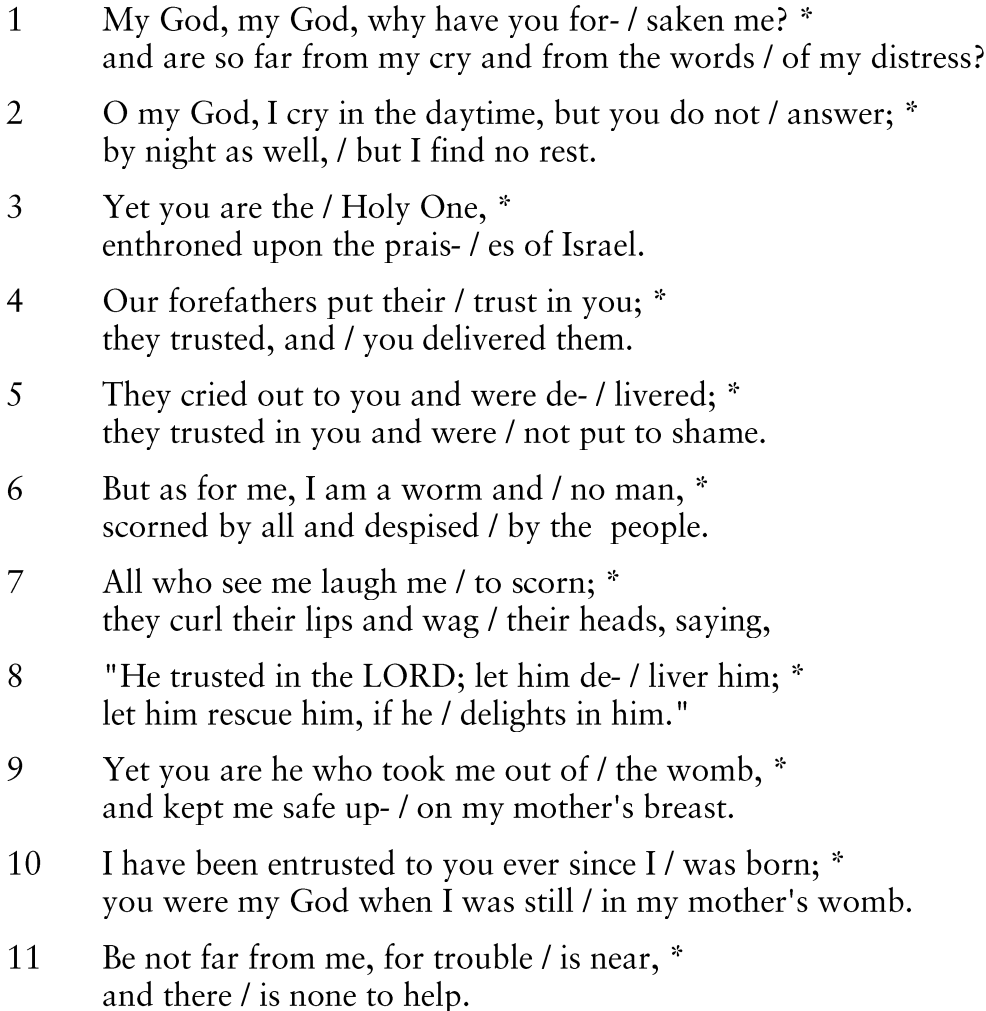 1 My God, my God, why have you for- / saken me? *
and are so far from my cry and from the words / of my distress?
2 O my God, I cry in the daytime, but you do not / answer; *
by night as well, / but I find no rest.
3 Yet you are the / Holy One, *
enthroned upon the prais- / es of Israel.
4 Our forefathers put their / trust in you; *
they trusted, and / you delivered them.
5 They cried out to you and were de- / livered; *
they trusted in you and were / not put to shame.
6 But as for me, I am a worm and / no man, *
scorned by all and despised / by the people.
7 All who see me laugh me / to scorn; *
they curl their lips and wag / their heads, saying,
8 "He trusted in the LORD; let him de- / liver him; *
let him rescue him, if he / delights in him."
9 Yet you are he who took me out of / the womb, *
and kept me safe up- / on my mother's breast.
10 I have been entrusted to you ever since I / was born; *
you were my God when I was still / in my mother's womb.
11 Be not far from me, for trouble / is near, *
and there / is none to help.